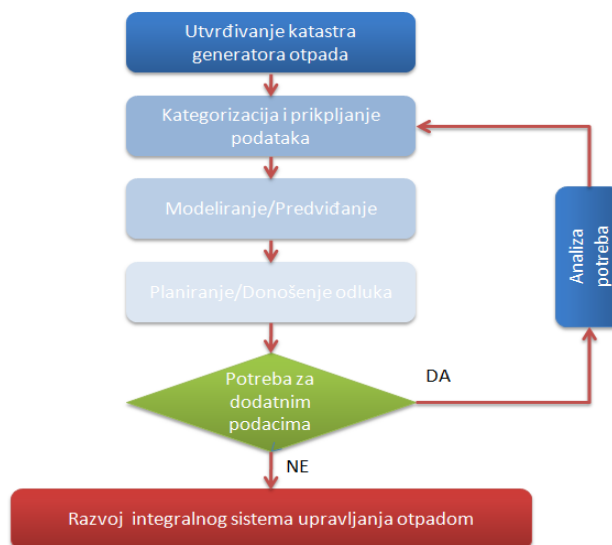 Utvrđivanje katastra
generatora otpada
Kategorizacija i prikpljanje
podataka
Modeliranje/Predviđanje
Planiranje/Donošenje odluka
Analiza
potreba
Potreba za
dodatnim
podacima
DA
NE
Razvoj integralnog sistema upravljanja otpadom